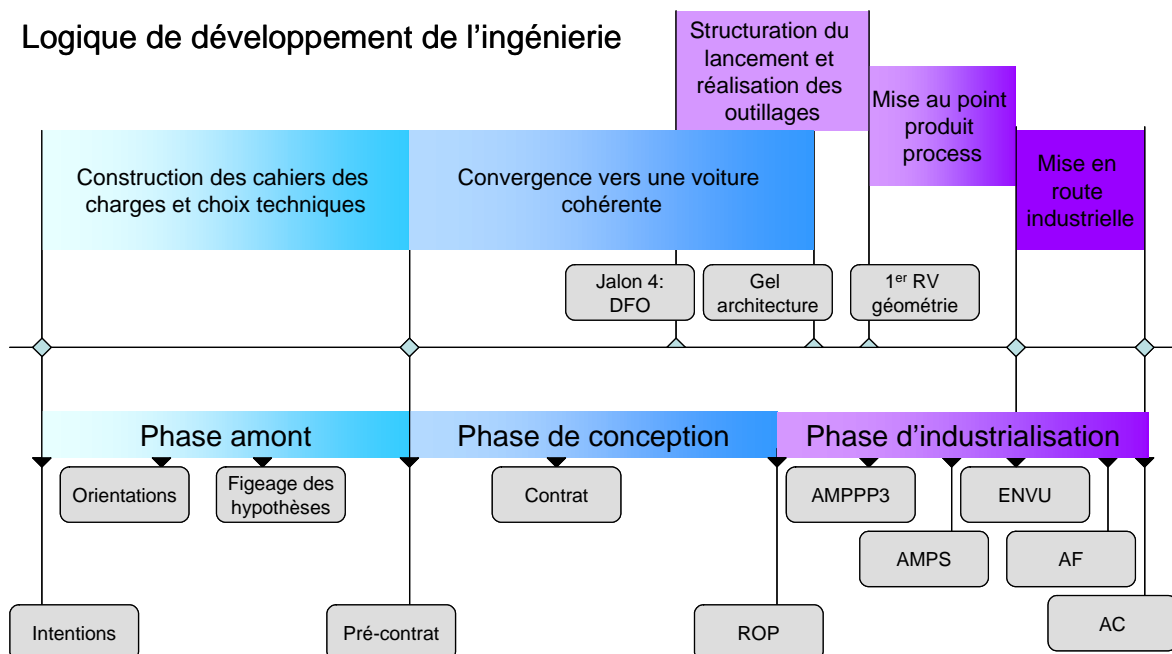 Logique de développement de l'ingénierie
Structuration du
lancement et
réalisation des
outillages
Mise au point
produit
process
Construction des cahiers des
charges et choix techniques
Convergence vers une voiture
cohérente
Mise en
route
industrielle
Jalon 4:
DFO
Gel
architecture
1er RV
géométrie
Phase amont
Phase de conception
Phase d'industrialisation
Orientations
Figeage des
hypothèses
Contrat
AMPPP3
ENVU
AMPS
AF
Intentions
Pré-contrat
ROP
AC